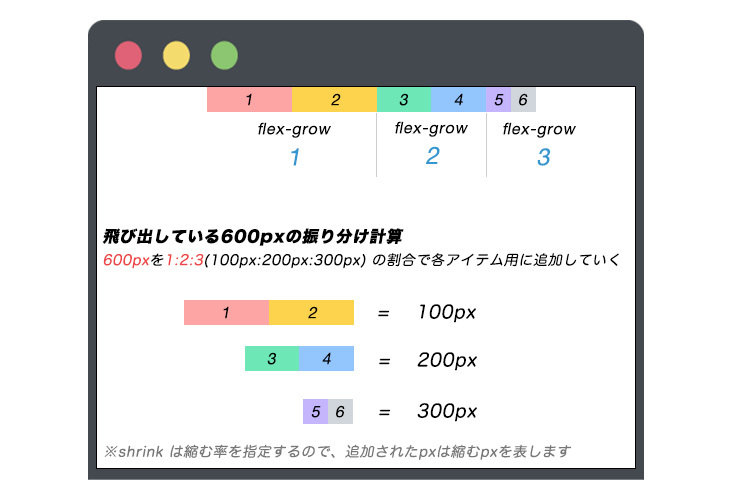 1 2 3 4 5 6
flex-grow flex-grow flex-grow
1 2 3
飛び出している600pxの振り分け計算
600pxを1:2:3(100px:200px:300px) の割合で各アイテム用に追加していく
1 2 = 100px
3 4 = 200px
5 6 = 300px
※shrink は縮む率を指定するので、追加されたpxは縮むpxを表します